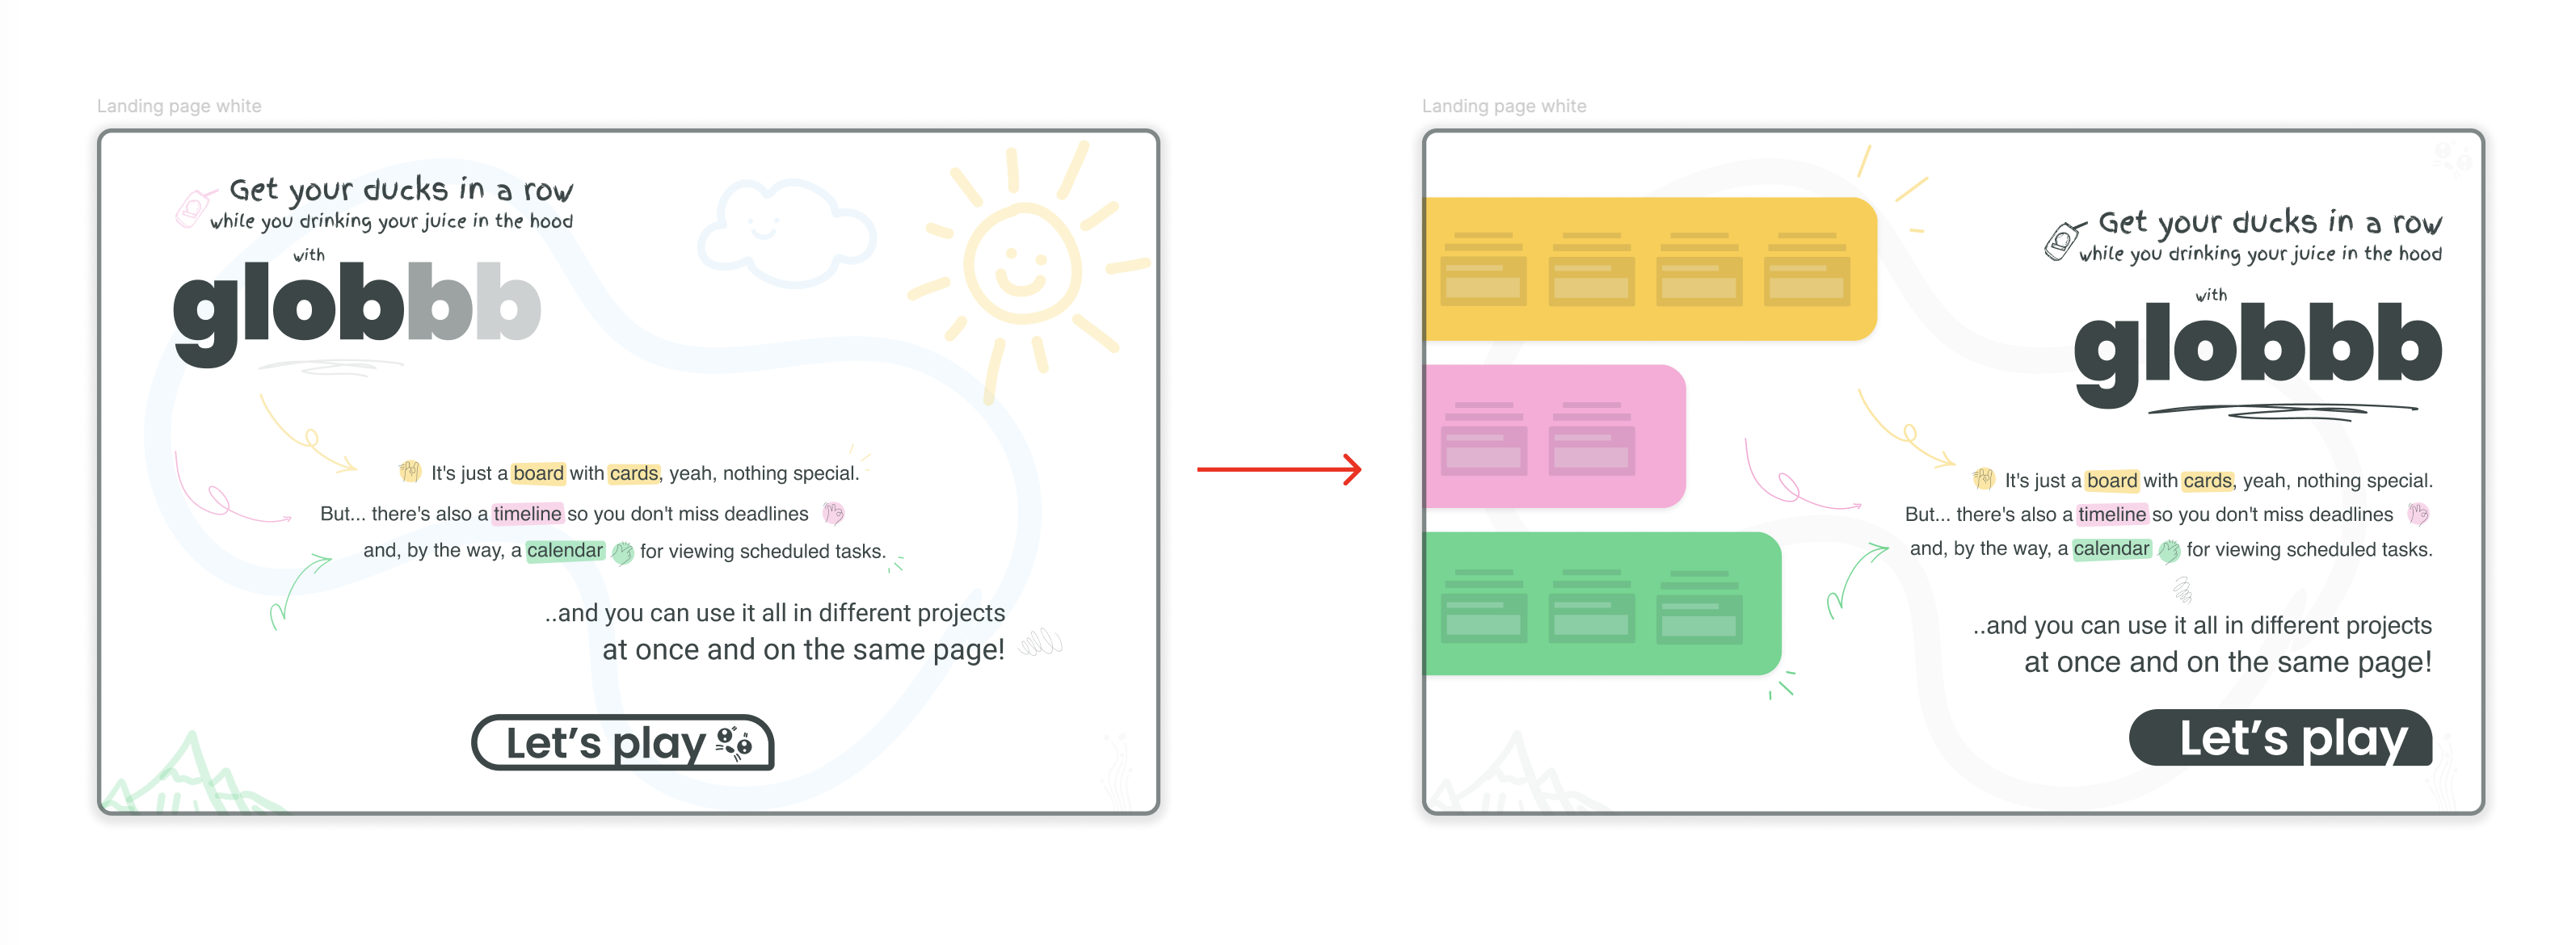 Landing page white
Get your ducks in a row
while you drinking your juice in the hood
with
globbb
It's just a board with cards, yeah, nothing special.
But... there's also a timeline so you don't miss deadlines
and, by the way, a calendar for viewing scheduled tasks.
..and you can use it all in different projects
at once and on the same page!
Let's play
Landing page white
Get your ducks in a row
while you drinking your juice in the hood
with
globbb
It's just a board with cards, yeah, nothing special.
But... there's also a timeline so you don't miss deadlines
and, by the way, a calendar for viewing scheduled tasks.
..and you can use it all in different projects
at once and on the same page!
Let's play